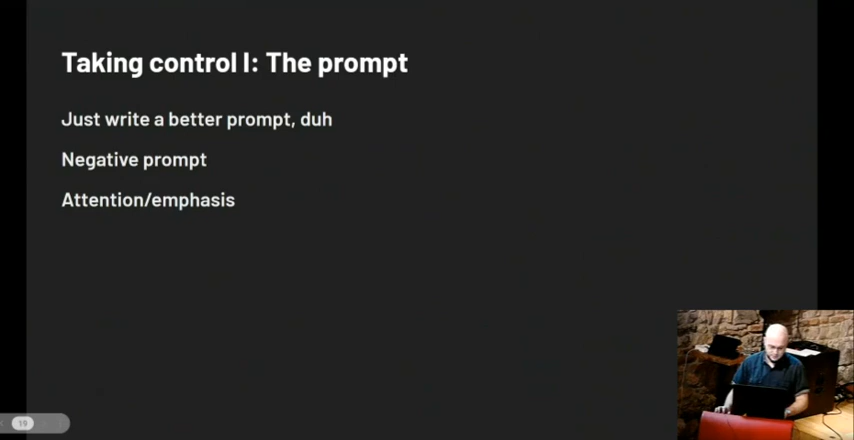 Taking control I: The prompt
Just write a better prompt, duh
Negative prompt
Attention/emphasis
19